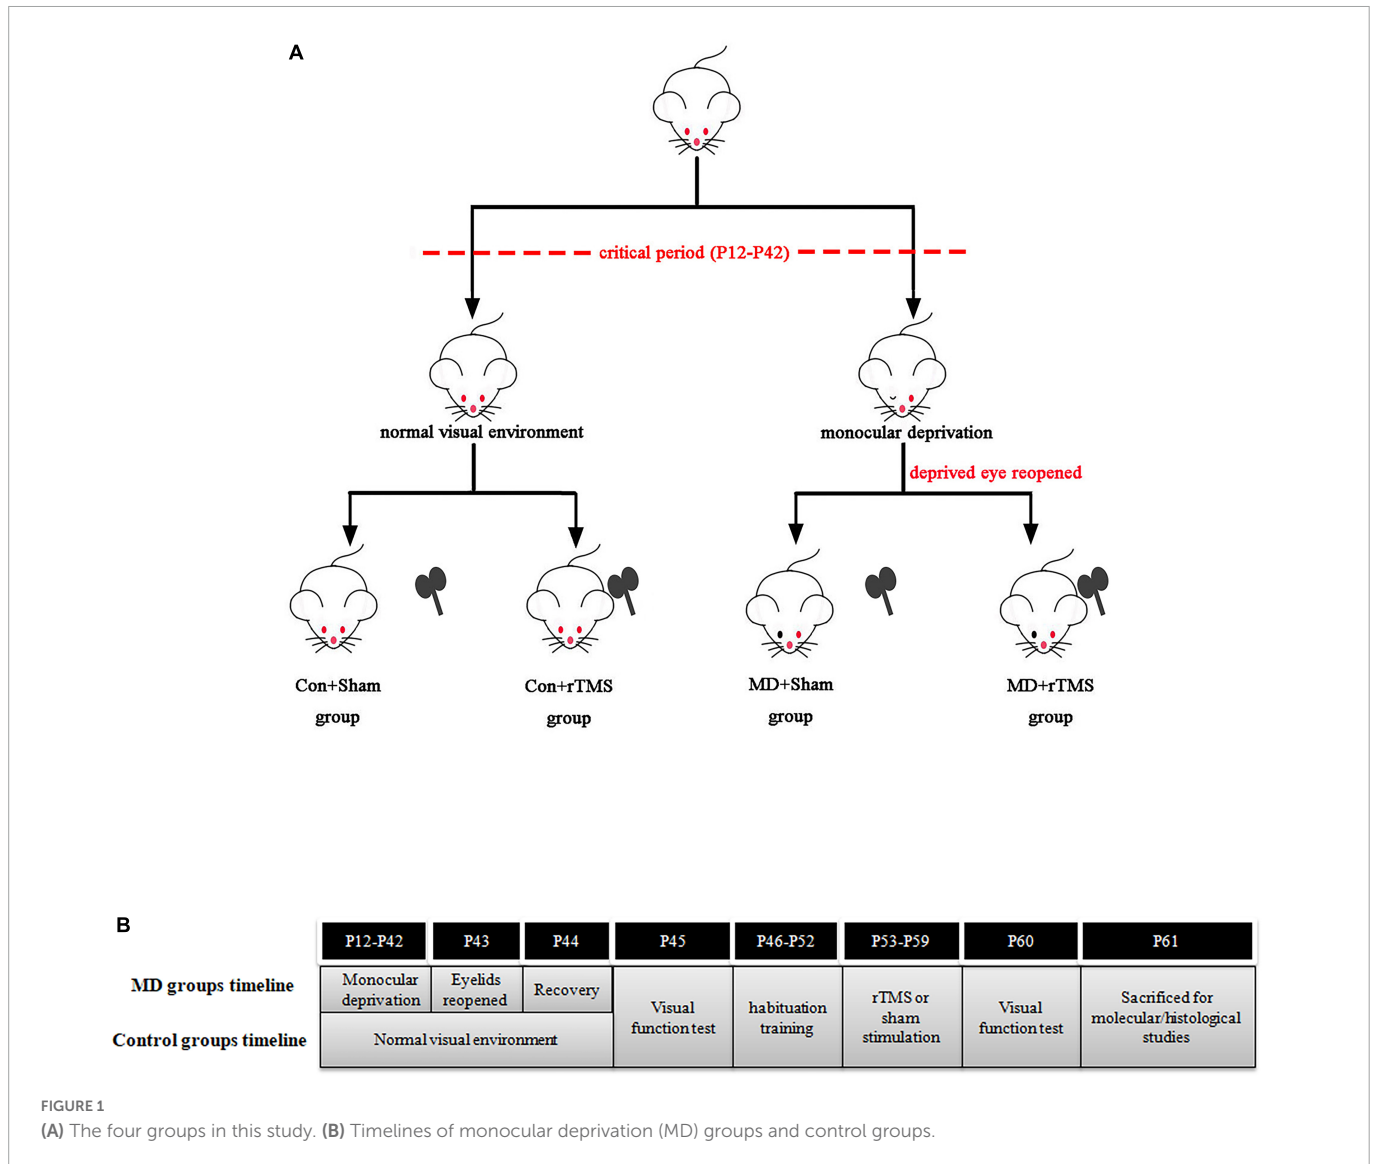 A
critical period (P12-P42)
normal visual environment
monocular deprivation
deprived eye reopened
Con+Sham
group
Con+rTMS
group
MD+Sham
group
MD+rTMS
group
B
P12-P42
P43
P44
P45
P46-P52
P53-P59
P60
P61
MD groups timeline
Monocular
deprivation
Eyelids
reopened
Recovery
Visual
function test
habituation
training
rTMS or
sham
stimulation
Visual
function test
Sacrificed for
molecular/histological
studies
Control groups timeline
Normal visual environment
FIGURE 1
(A) The four groups in this study. (B) Timelines of monocular deprivation (MD) groups and control groups.